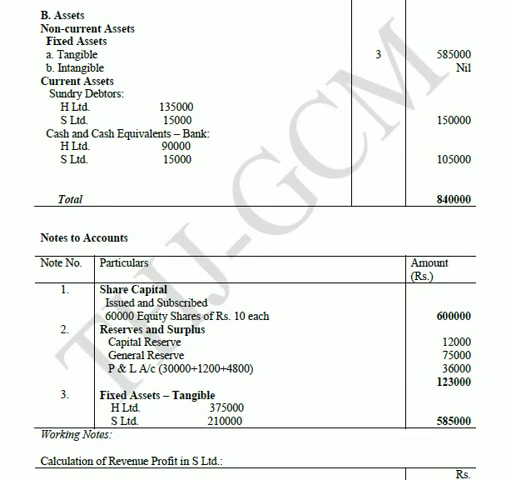 B. Assets
Non-current Assets
Fixed Assets
a. Tangible 3 585000
b. Intangible Nil
Current Assets
Sundry Debtors:
H Ltd. 135000
S Ltd. 15000 150000
Cash and Cash Equivalents – Bank:
H Ltd. 90000
S Ltd. 15000 105000
Total 840000
Notes to Accounts
Note No. Particulars Amount (Rs.)
1. Share Capital
Issued and Subscribed
60000 Equity Shares of Rs. 10 each 600000
2. Reserves and Surplus
Capital Reserve 12000
General Reserve 75000
P & L A/c (30000+1200+4800) 36000
123000
3. Fixed Assets – Tangible
H Ltd. 375000
S Ltd. 210000 585000
Working Notes:
Calculation of Revenue Profit in S Ltd.:
Rs.
THJ-GCM